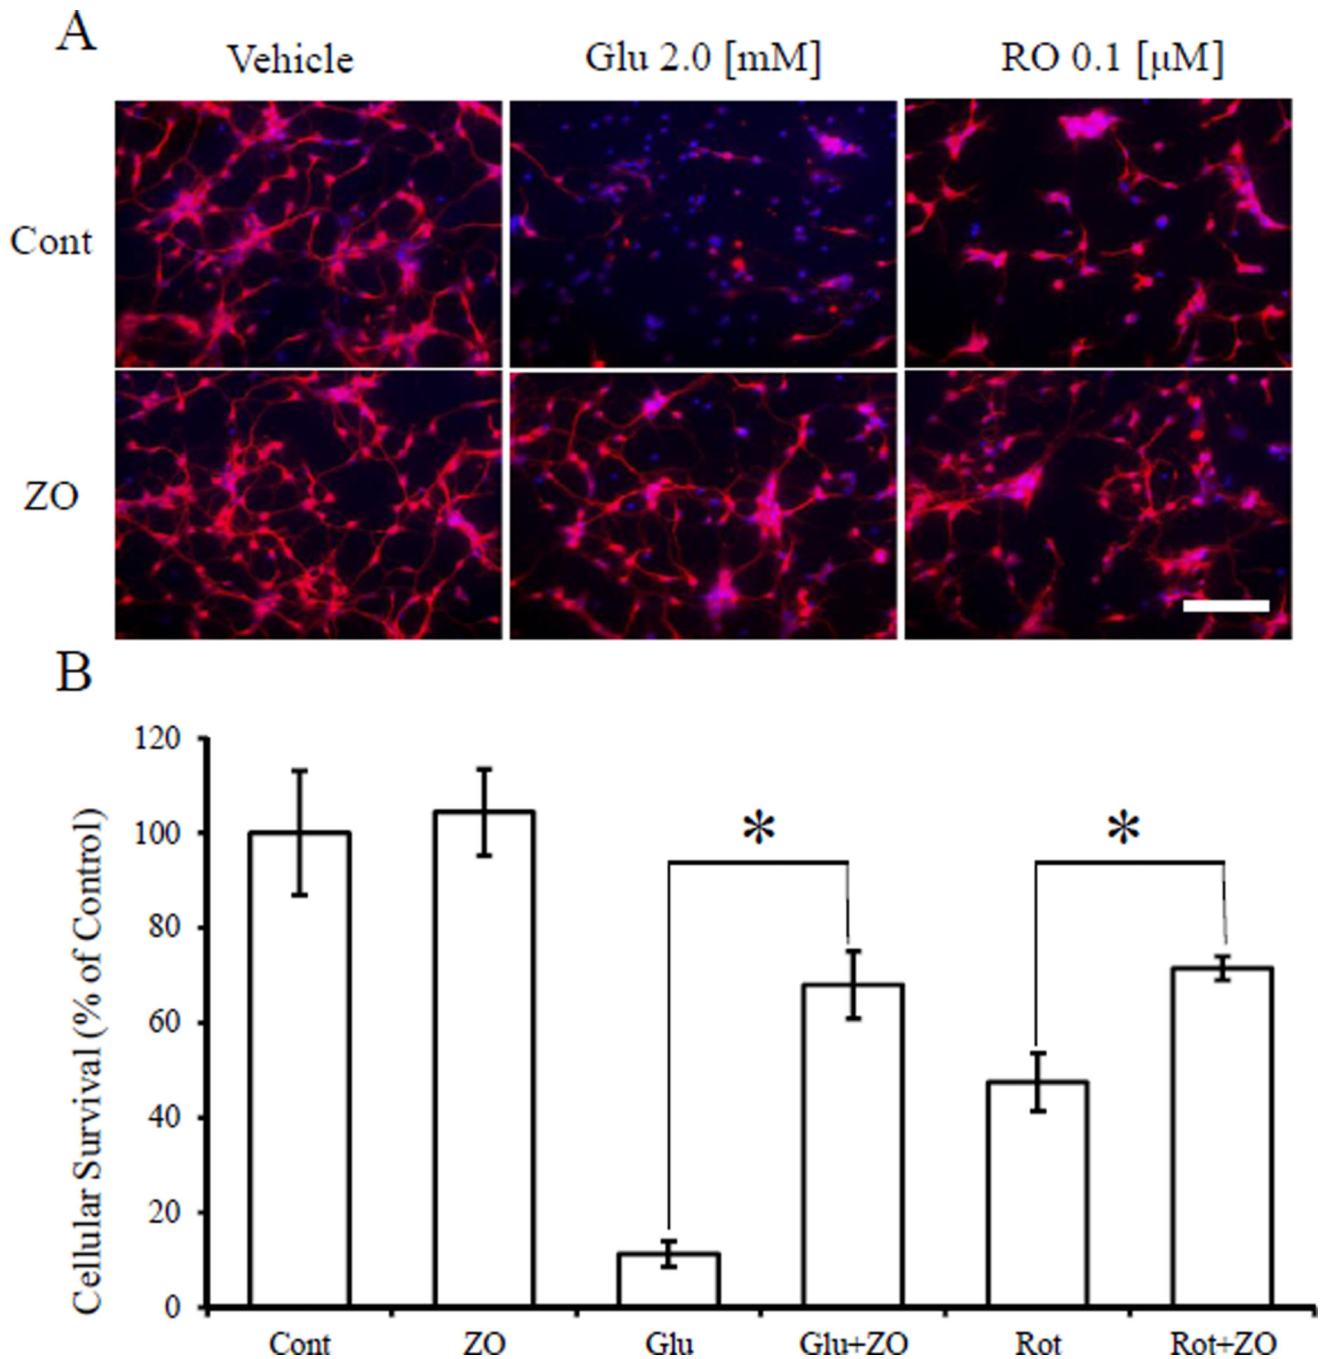 A
Vehicle Glu 2.0 [mM] RO 0.1 [μM]
Cont
ZO
B
Cellular Survival (% of Control)
120
100
80
60
40
20
0
* *
Cont ZO Glu Glu+ZO Rot Rot+ZO